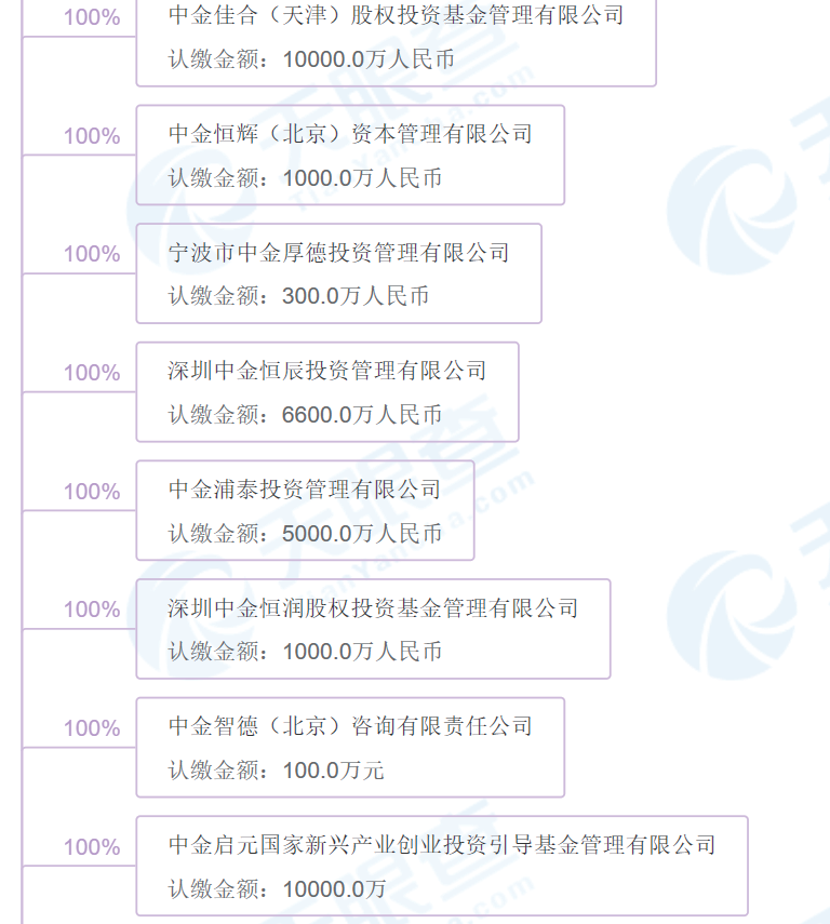 100%
中金佳合（天津）股权投资基金管理有限公司
认缴金额：10000.0万人民币
100%
中金恒辉（北京）资本管理有限公司
认缴金额：1000.0万人民币
100%
宁波市中金厚德投资管理有限公司
认缴金额：300.0万人民币
100%
深圳中金恒辰投资管理有限公司
认缴金额：6600.0万人民币
100%
中金浦泰投资管理有限公司
认缴金额：5000.0万人民币
100%
深圳中金恒润股权投资基金管理有限公司
认缴金额：1000.0万人民币
100%
中金智德（北京）咨询有限责任公司
认缴金额：100.0万元
100%
中金启元国家新兴产业创业投资引导基金管理有限公司
认缴金额：10000.0万
天眼查
TianYanCha.com